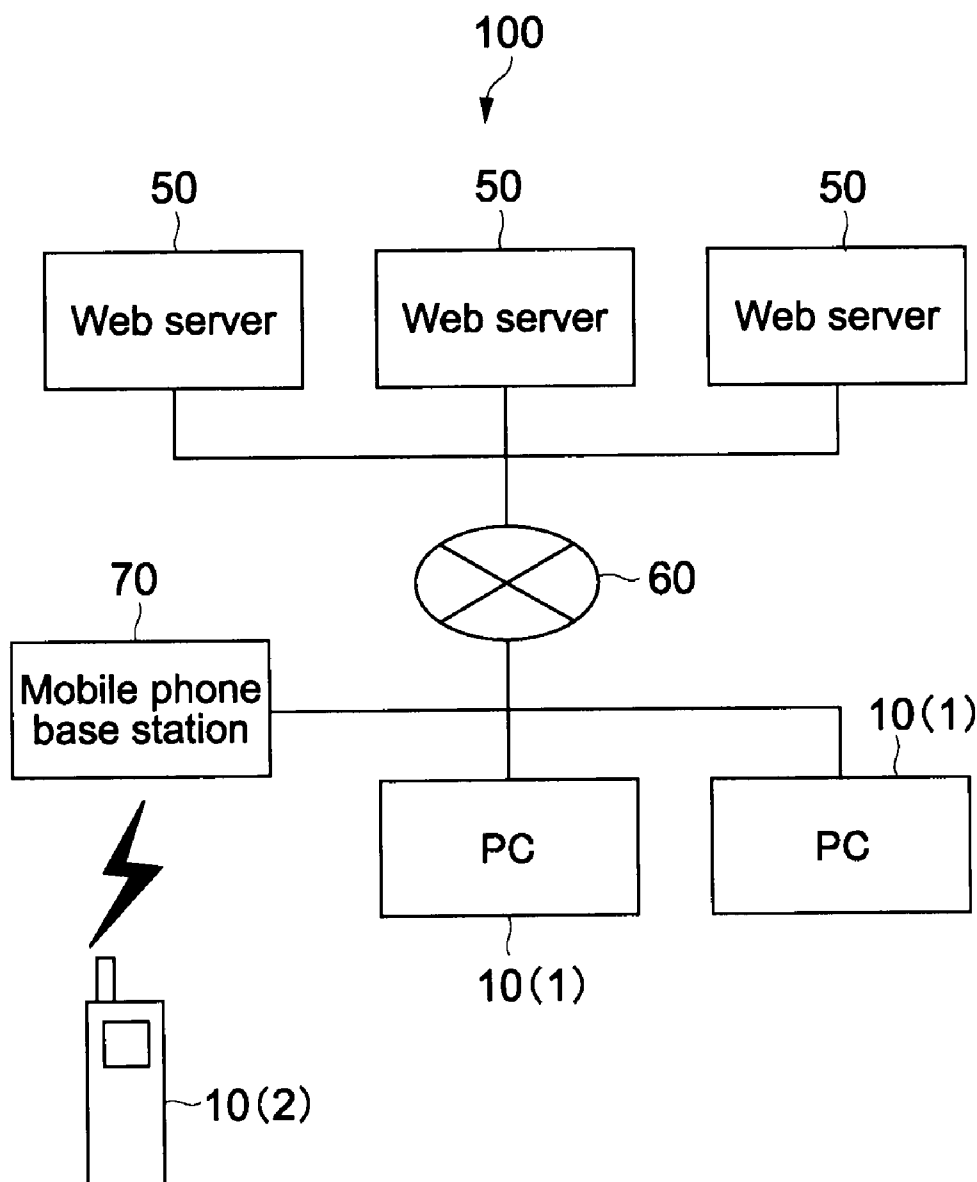 100
50
50
50
Web server
Web server
Web server
60
70
Mobile phone
base station
10(1)
PC
PC
10(1)
10(2)